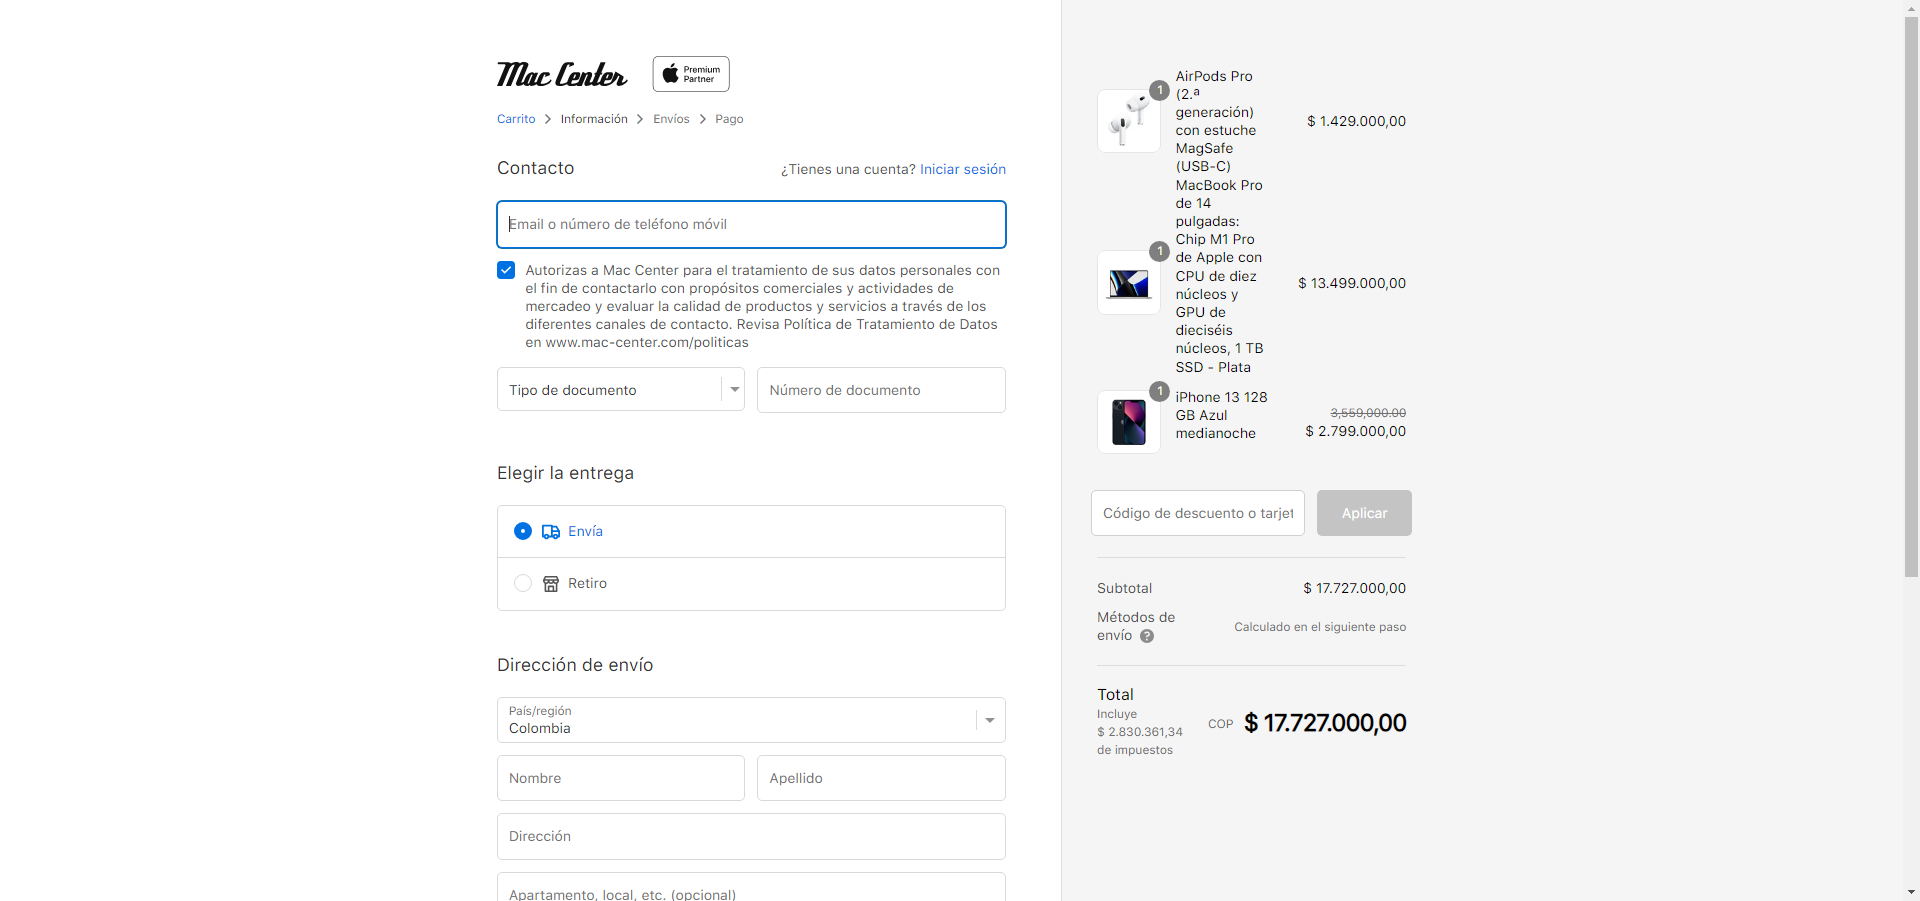 Mac Center
Premium
Partner
Carrito
Información
Envíos
Pago
Contacto
¿Tienes una cuenta? Iniciar sesión
Email o número de teléfono móvil
Autorizas a Mac Center para el tratamiento de sus datos personales con
el fin de contactarlo con propósitos comerciales y actividades de
mercadeo y evaluar la calidad de productos y servicios a través de los
diferentes canales de contacto. Revisa Política de Tratamiento de Datos
en www.mac-center.com/politicas
Tipo de documento
Número de documento
Elegir la entrega
Envía
Retiro
Dirección de envío
País/región
Colombia
Nombre
Apellido
Dirección
Apartamento, local, etc. (opcional)
1
AirPods Pro
(2.ª
generación)
con estuche
MagSafe
(USB-C)
$ 1.429.000,00
1
MacBook Pro
de 14
pulgadas:
Chip M1 Pro
de Apple con
CPU de diez
núcleos y
GPU de
dieciséis
núcleos, 1 TB
SSD - Plata
$ 13.499.000,00
1
iPhone 13 128
GB Azul
medianoche
3,559,000.00
$ 2.799.000,00
Código de descuento o tarjet
Aplicar
Subtotal
$ 17.727.000,00
Métodos de
envío ?
Calculado en el siguiente paso
Total
Incluye
$ 2.830.361,34
de impuestos
COP $ 17.727.000,00